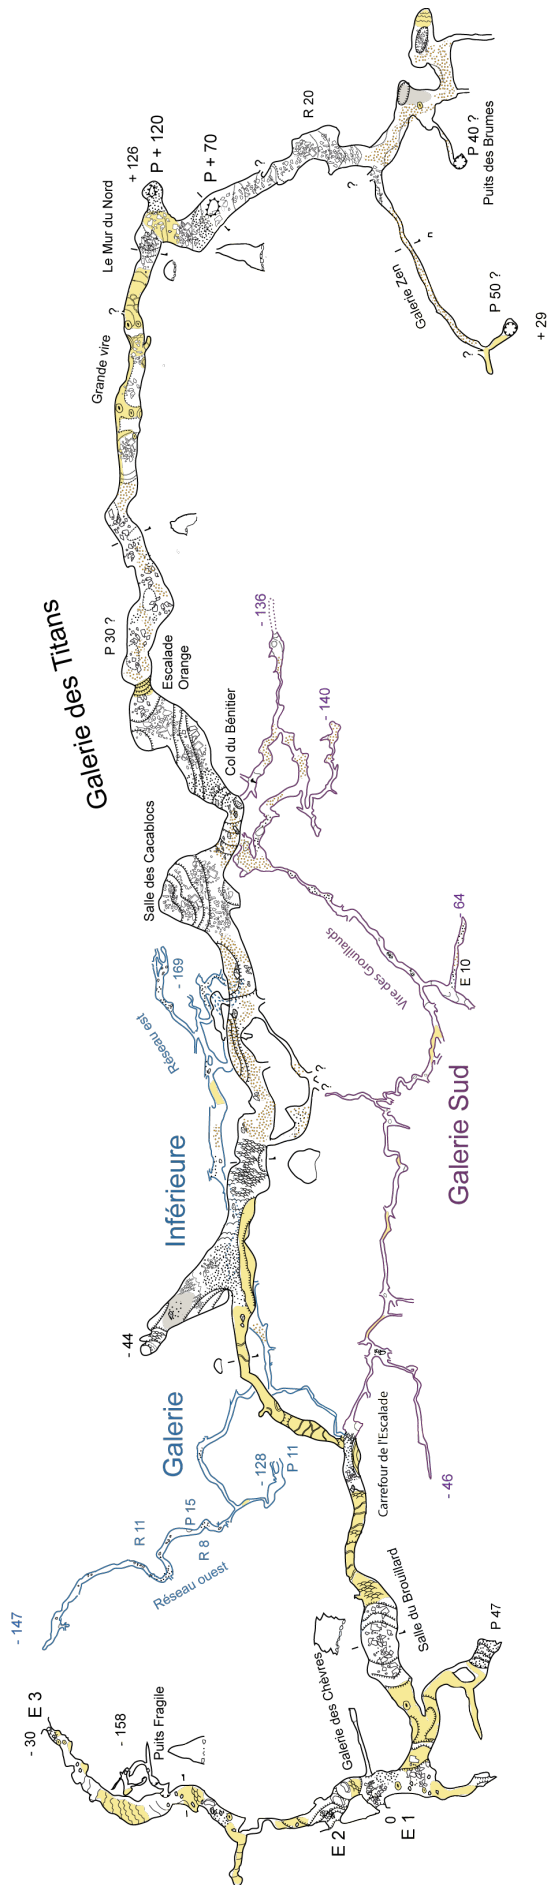 R 20
+ 126
P + 120
P + 70
P 40 ?
Puits des Brumes
Le Mur du Nord
?
?
Galerie Zen
Grande vire
?
P 50 ?
?
+ 29
Galerie des Titans
P 30 ?
Escalade
Orange
- 136
Col du Bénitier
- 140
Salle des Cacablocs
- 64
E 10
Vire des Grouillauds
- 169
Réseau est
?
?
Inférieure
Galerie Sud
- 44
Galerie
Carrefour de l'Escalade
- 46
- 128
P 11
P 15
R 11
R 8
Réseau ouest
- 147
Salle du Brouillard
P 47
Galerie des Chèvres
- 30
E 3
- 158
Puits Fragile
E 2
0
E 1